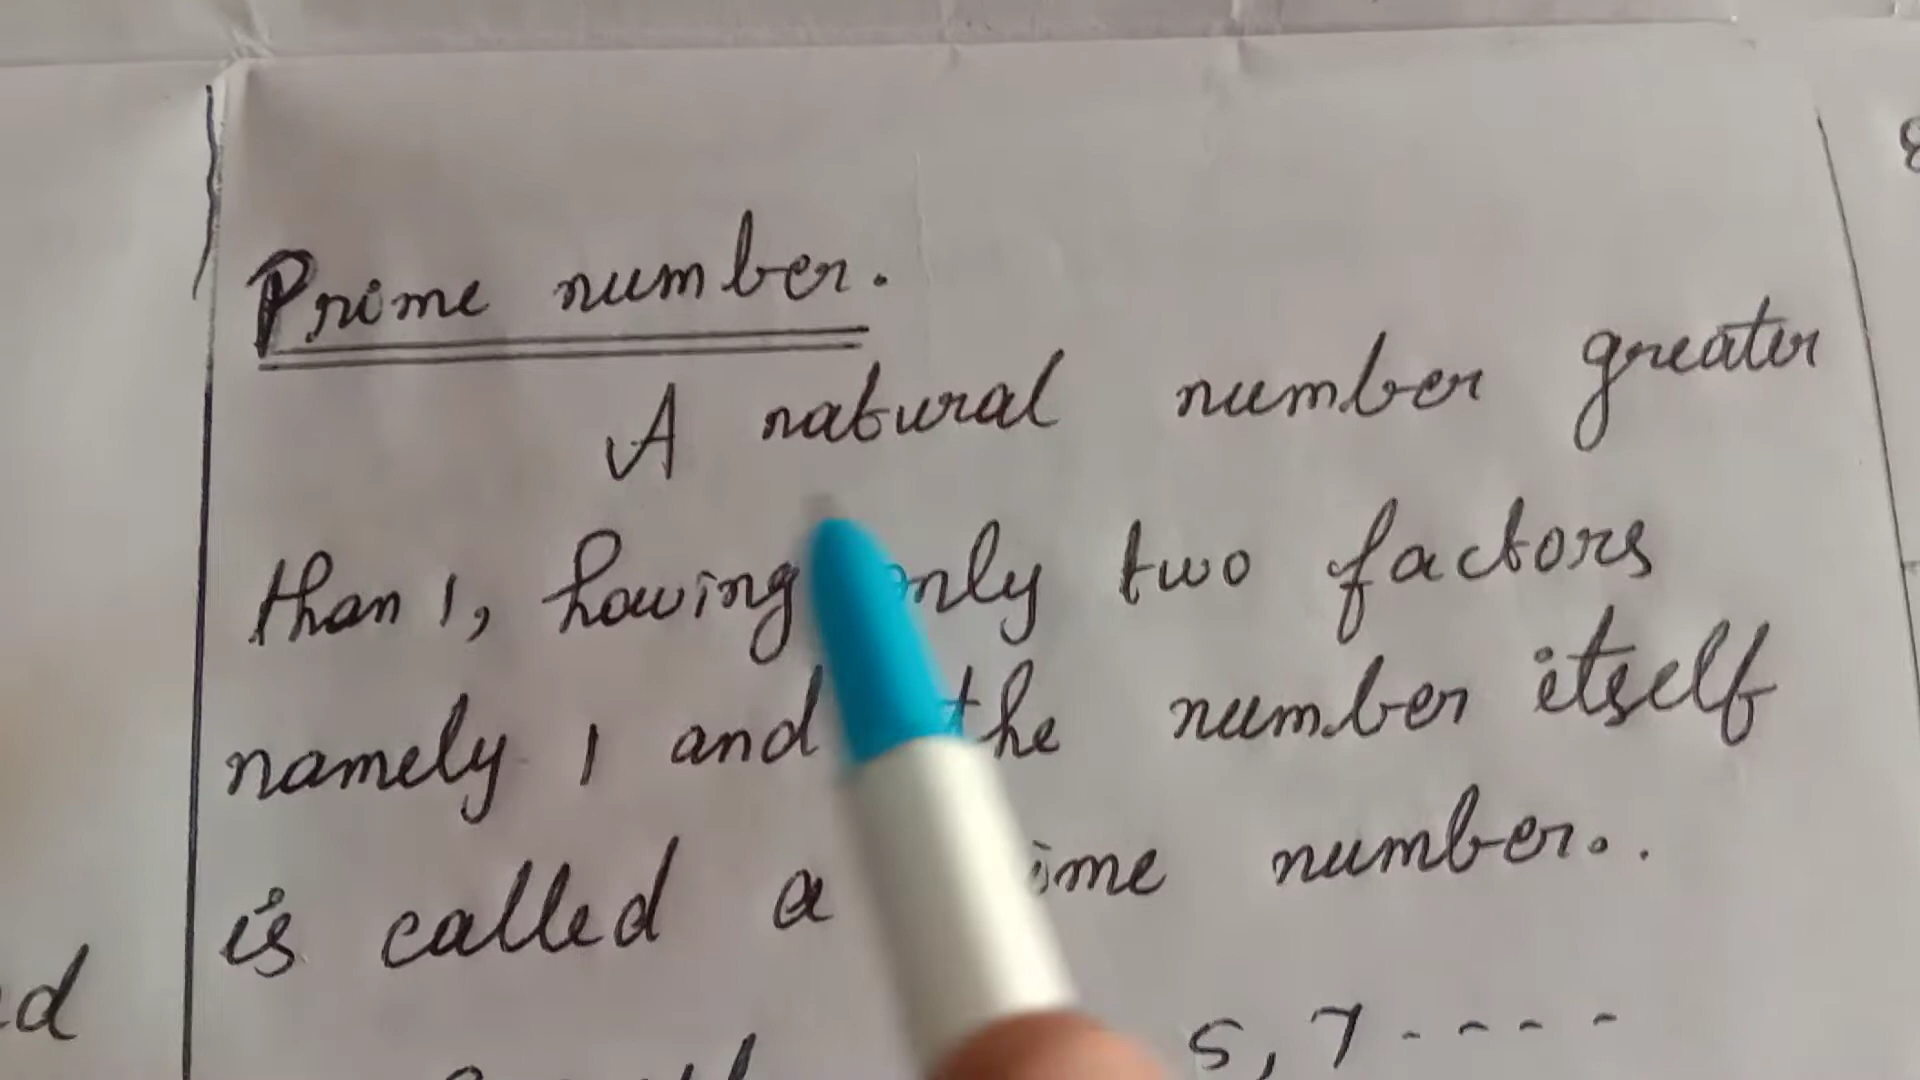 Prime number.
A natural number greater
than 1, having only two factors
namely 1 and the number itself
is called a ime number..
d
5, 7 - - - -